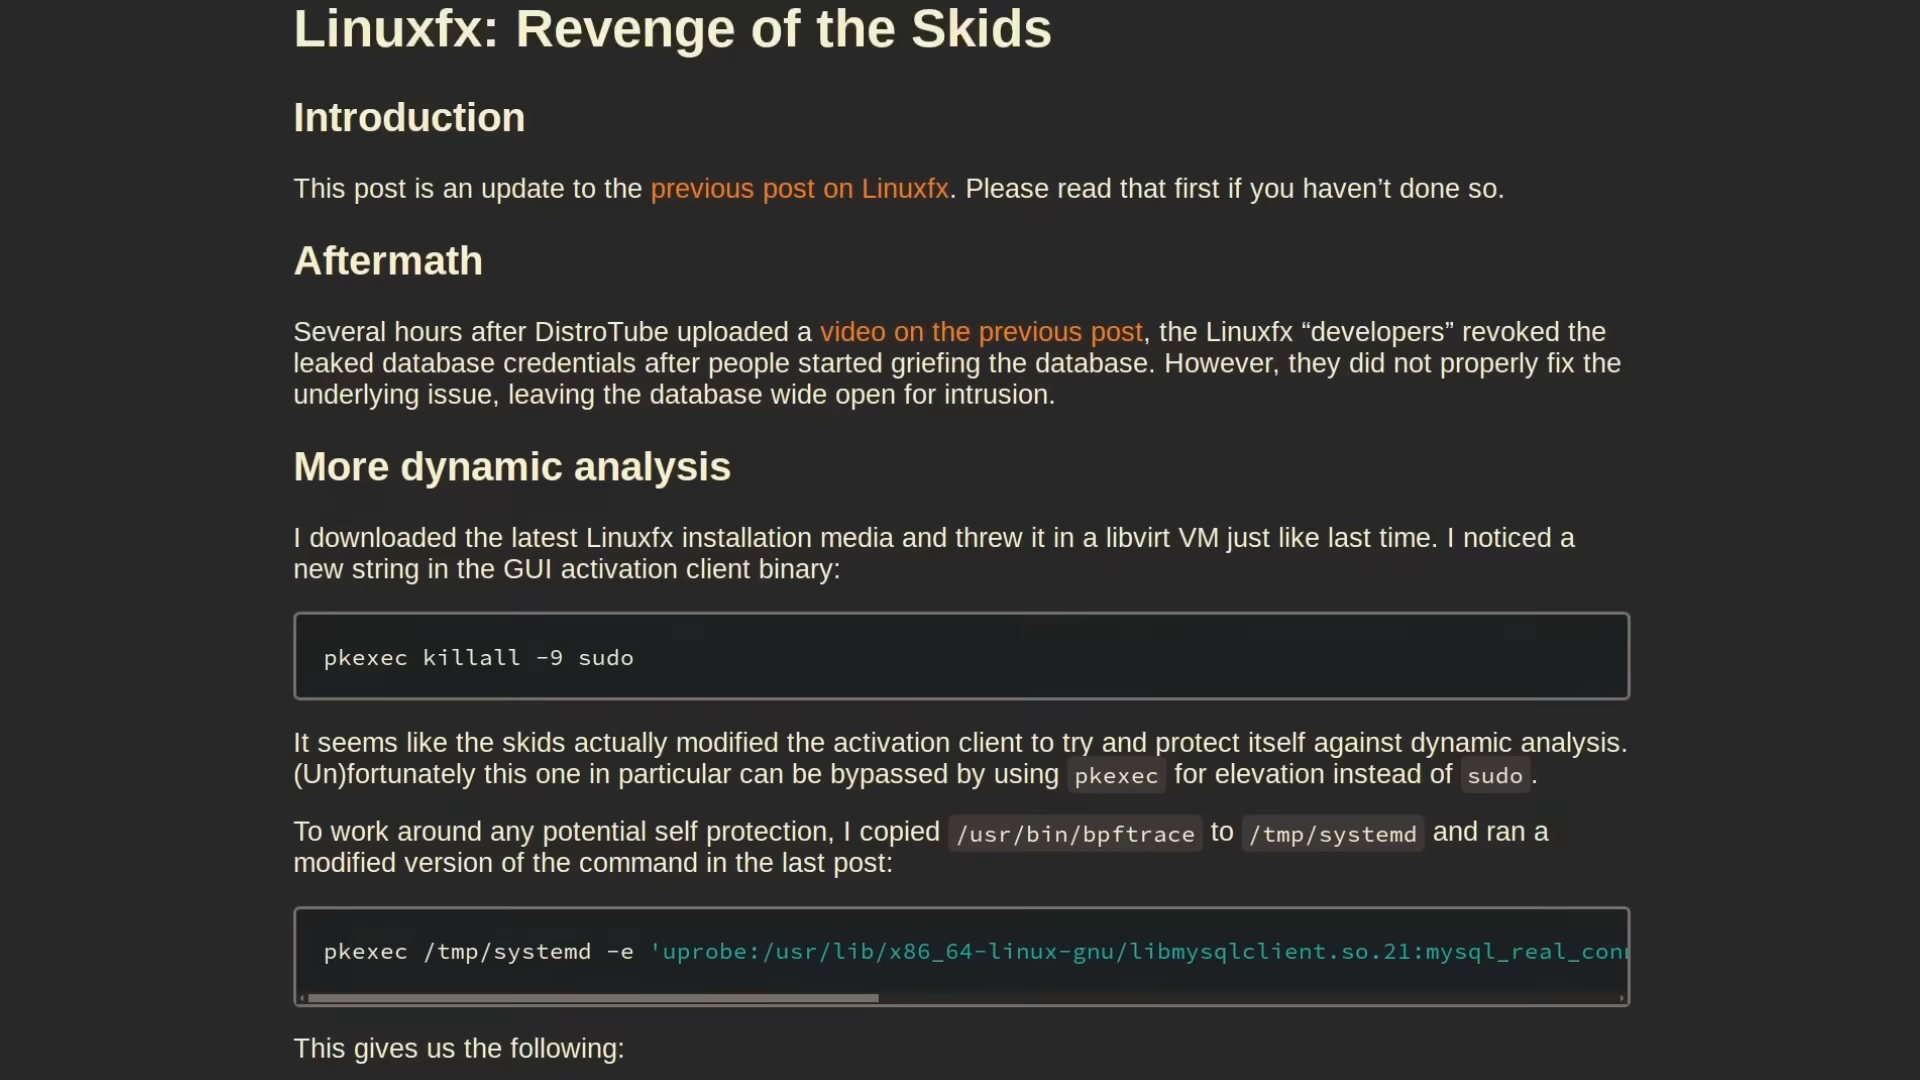 Linuxfx: Revenge of the Skids
Introduction
This post is an update to the previous post on Linuxfx. Please read that first if you haven’t done so.
Aftermath
Several hours after DistroTube uploaded a video on the previous post, the Linuxfx “developers” revoked the
leaked database credentials after people started griefing the database. However, they did not properly fix the
underlying issue, leaving the database wide open for intrusion.
More dynamic analysis
I downloaded the latest Linuxfx installation media and threw it in a libvirt VM just like last time. I noticed a
new string in the GUI activation client binary:
pkexec killall -9 sudo
It seems like the skids actually modified the activation client to try and protect itself against dynamic analysis.
(Un)fortunately this one in particular can be bypassed by using pkexec for elevation instead of sudo.
To work around any potential self protection, I copied /usr/bin/bpftrace to /tmp/systemd and ran a
modified version of the command in the last post:
pkexec /tmp/systemd -e 'uprobe:/usr/lib/x86_64-linux-gnu/libmysqlclient.so.21:mysql_real_con
This gives us the following: